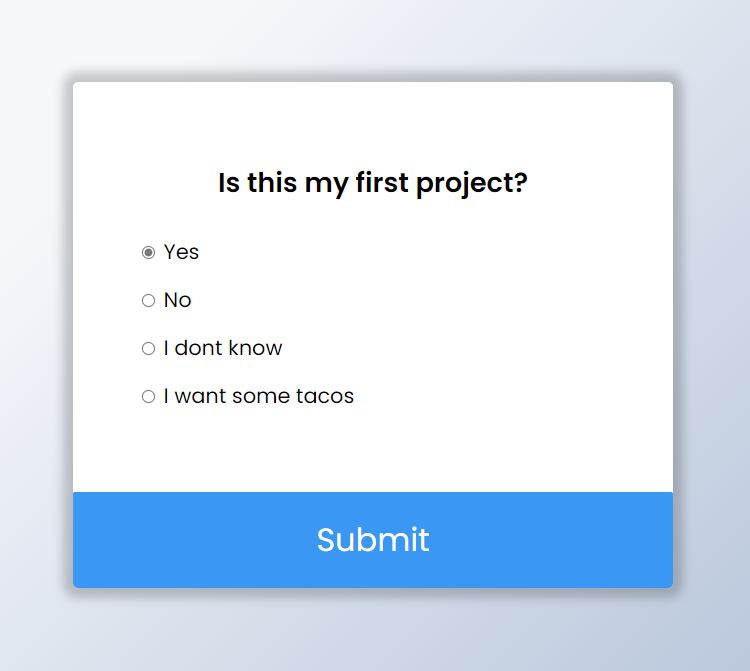 Is this my first project?
Yes
No
I dont know
I want some tacos
Submit